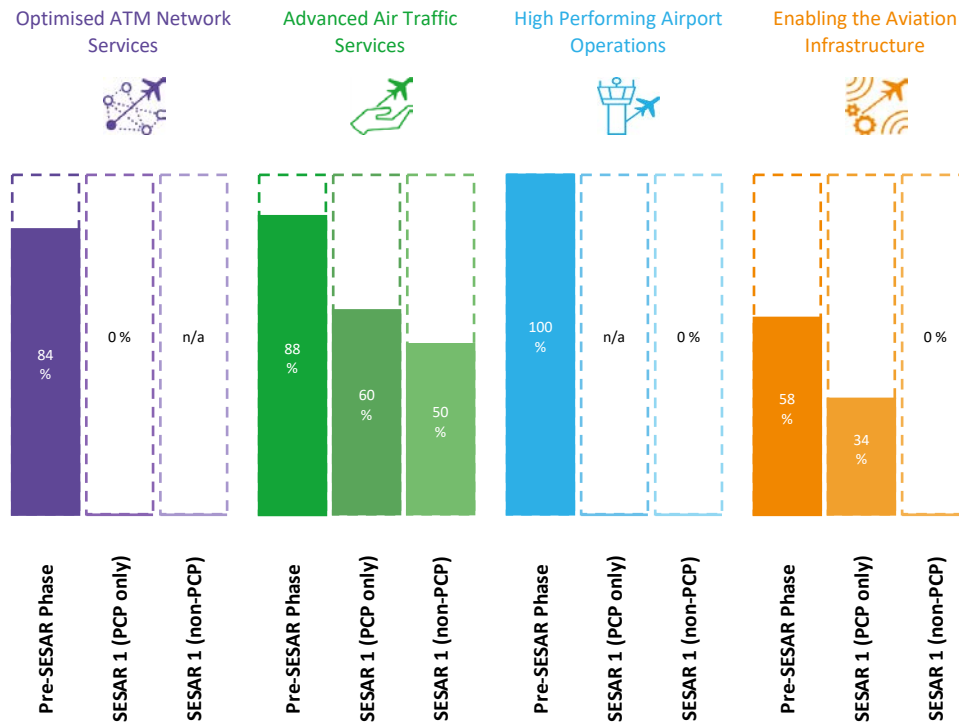 Optimised ATM Network
Services
Advanced Air Traffic
Services
High Performing Airport
Operations
Enabling the Aviation
Infrastructure
84
%
0 %
n/a
88
%
60
%
50
%
100
%
n/a
0 %
58
%
34
%
0 %
Pre-SESAR Phase
SESAR 1 (PCP only)
SESAR 1 (non-PCP)
Pre-SESAR Phase
SESAR 1 (PCP only)
SESAR 1 (non-PCP)
Pre-SESAR Phase
SESAR 1 (PCP only)
SESAR 1 (non-PCP)
Pre-SESAR Phase
SESAR 1 (PCP only)
SESAR 1 (non-PCP)